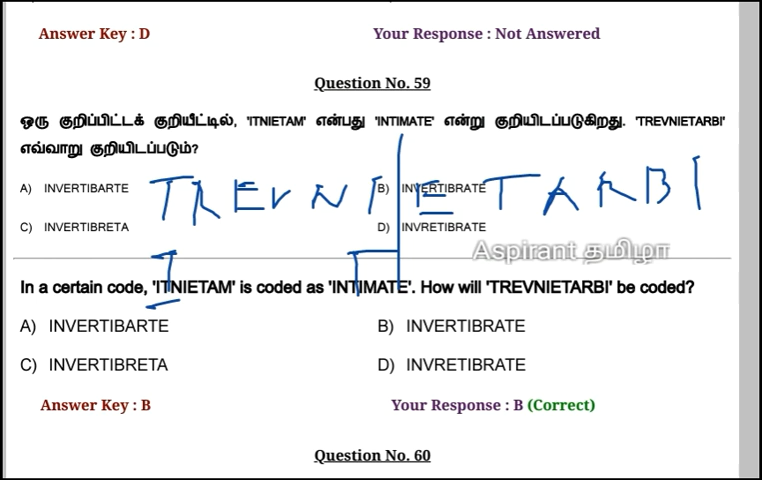 Answer Key : D Your Response : Not Answered
Question No. 59
ஒரு குறிப்பிட்டக் குறியீட்டில், 'ITNIETAM' என்பது 'INTIMATE' என்று குறியிடப்படுகிறது. 'TREVNIETARBI'
எவ்வாறு குறியிடப்படும்?
A) INVERTIBARTE B) INVERTIBRATE
TREVNI ETARBI
C) INVERTIBRETA D) INVRETIBRATE
Aspirant தமிழா
I T
In a certain code, 'ITNIETAM' is coded as 'INTIMATE'. How will 'TREVNIETARBI' be coded?
A) INVERTIBARTE B) INVERTIBRATE
C) INVERTIBRETA D) INVRETIBRATE
Answer Key : B Your Response : B (Correct)
Question No. 60